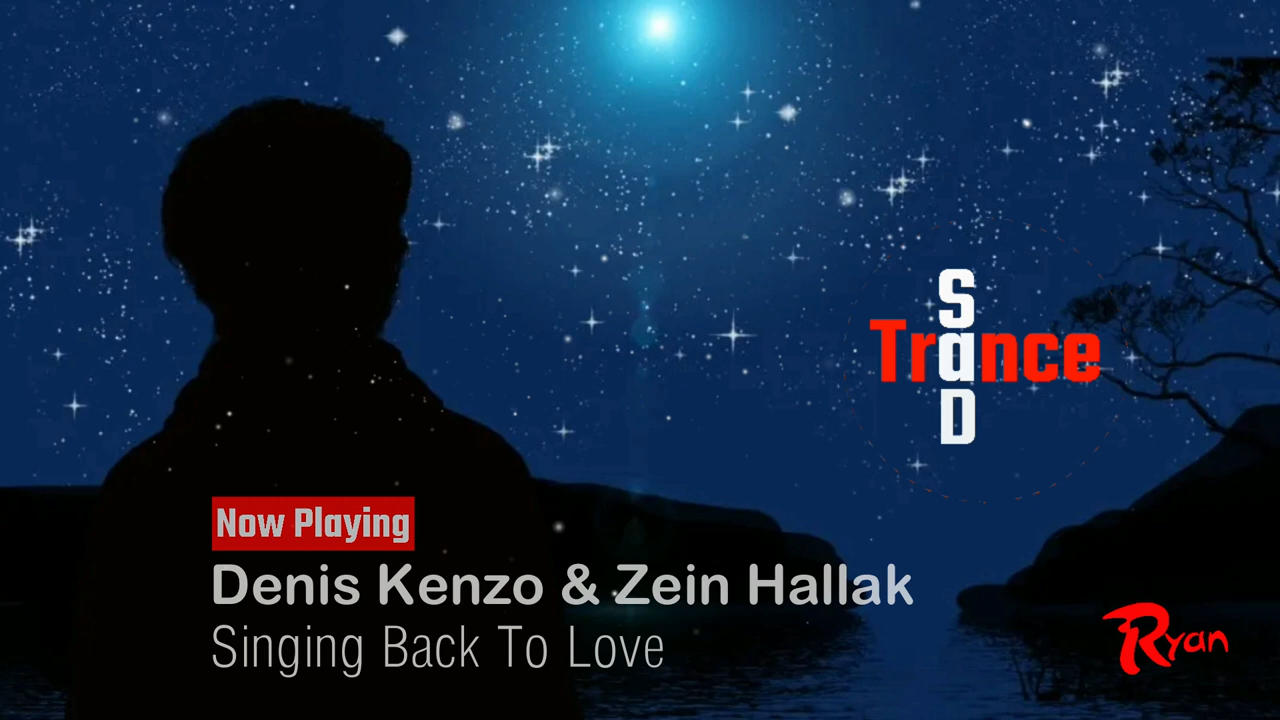 SaD
Trance
Now Playing
Denis Kenzo & Zein Hallak
Singing Back To Love
Ryan